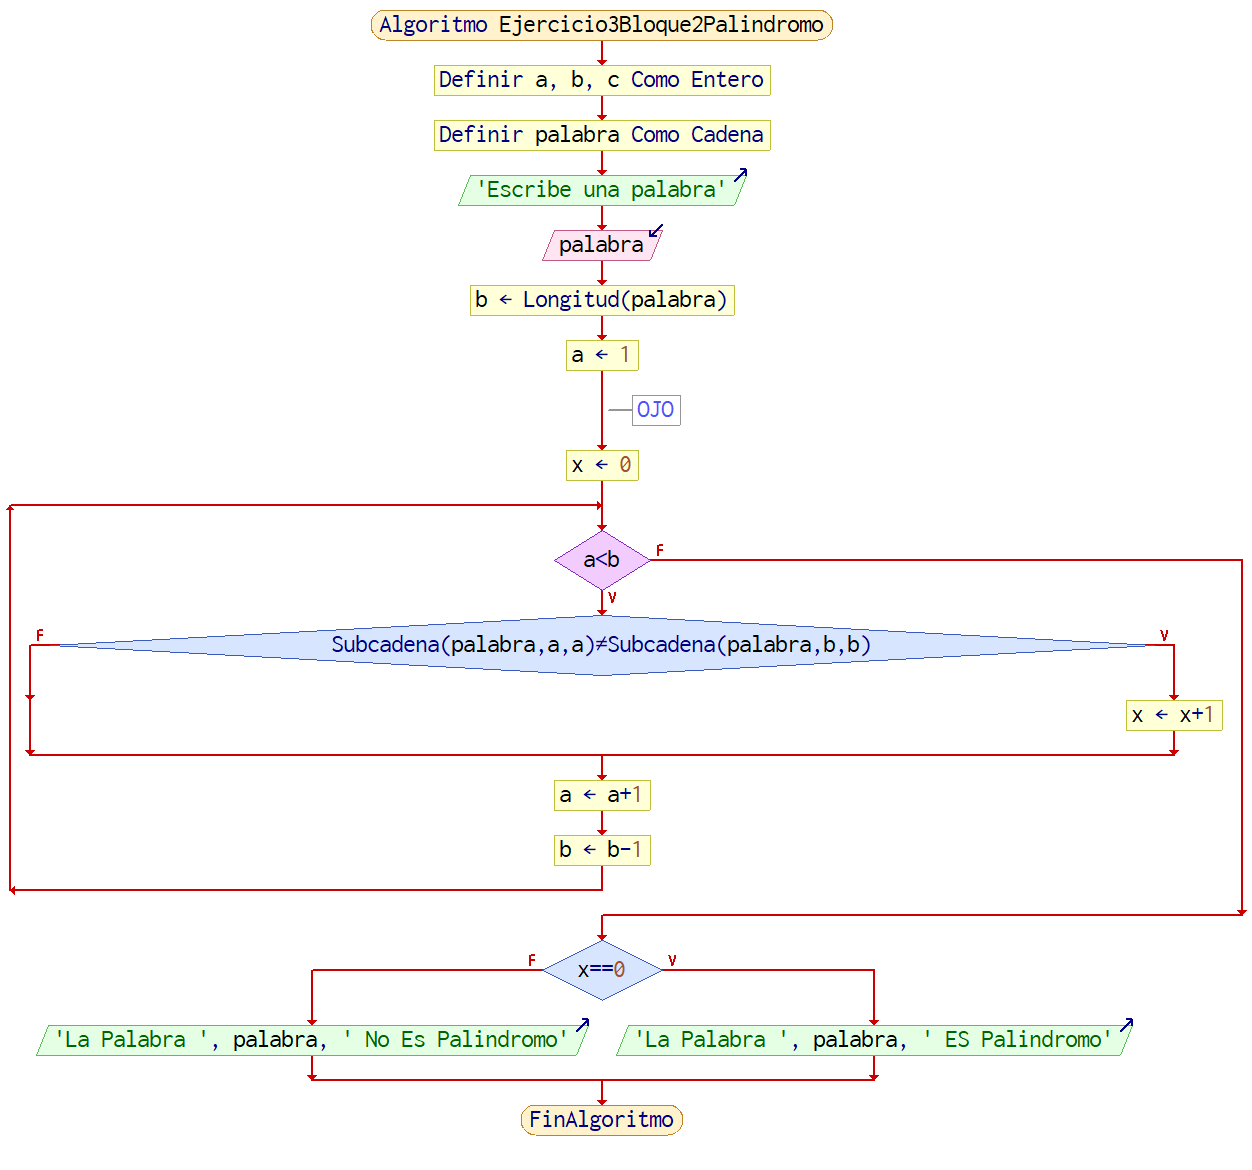 Algoritmo Ejercicio3Bloque2Palindromo
Definir a, b, c Como Entero
Definir palabra Como Cadena
'Escribe una palabra'
palabra
b ← Longitud(palabra)
a ← 1
OJO
x ← 0
a<b
F
V
F
Subcadena(palabra,a,a)≠Subcadena(palabra,b,b)
V
x ← x+1
a ← a+1
b ← b-1
F
x==0
V
'La Palabra ', palabra, ' No Es Palindromo'
'La Palabra ', palabra, ' ES Palindromo'
FinAlgoritmo